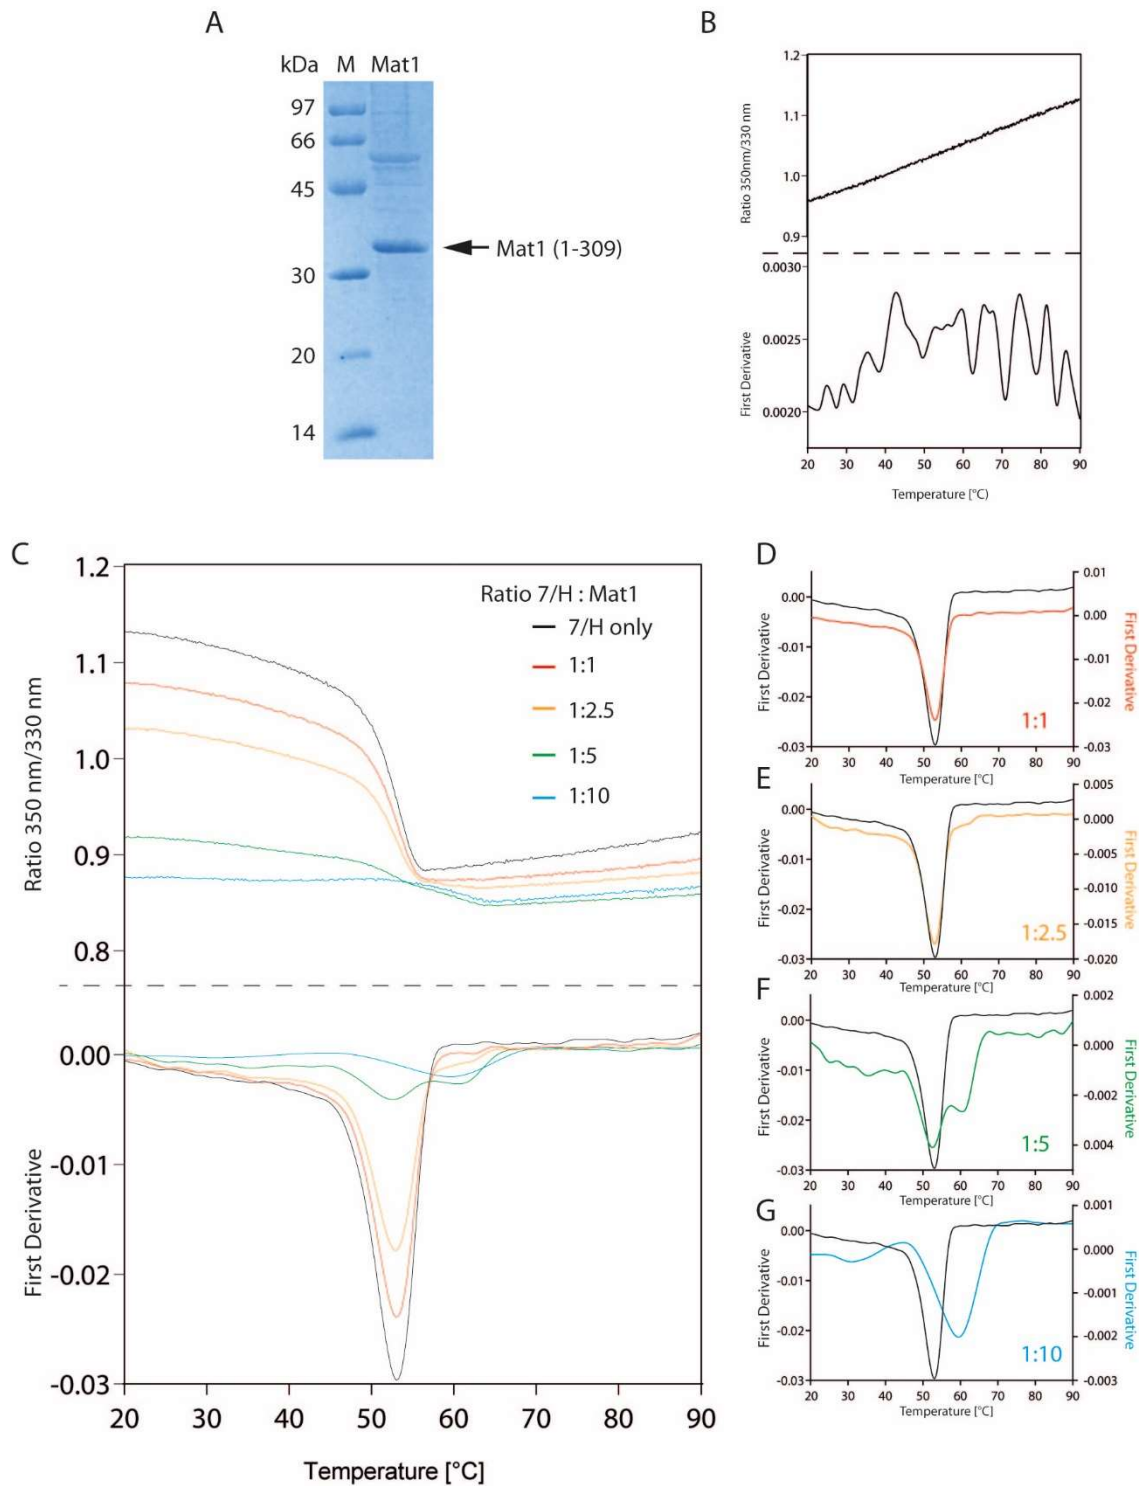 A
kDa M Mat1
97
66
45
30
20
14
Mat1 (1-309)
B
Ratio 350nm/330 nm
1.2
1.1
1.0
0.9
First Derivative
0.0030
0.0025
0.0020
20 30 40 50 60 70 80 90
Temperature [°C)
C
Ratio 350 nm/330 nm
1.2
1.1
1.0
0.9
0.8
Ratio 7/H : Mat1
7/H only
1:1
1:2.5
1:5
1:10
First Derivative
0.00
-0.01
-0.02
-0.03
20 30 40 50 60 70 80 90
Temperature [°C]
D
First Derivative
0.00
-0.01
-0.02
-0.03
0.01
0.00
-0.01
-0.02
-0.03
First Derivative
1:1
20 30 40 50 60 70 80 90
Temperature [°C]
E
First Derivative
0.00
-0.01
-0.02
-0.03
0.005
0.000
-0.005
-0.010
-0.015
-0.020
First Derivative
1:2.5
20 30 40 50 60 70 80 90
Temperature [°C]
F
First Derivative
0.00
-0.01
-0.02
-0.03
0.002
0.000
-0.002
0.004
First Derivative
1:5
20 30 40 50 60 70 80 90
Temperature [°C]
G
First Derivative
0.00
-0.01
-0.02
-0.03
0.001
0.000
-0.001
-0.002
-0.003
First Derivative
1:10
20 30 40 50 60 70 80 90
Temperature [°C]